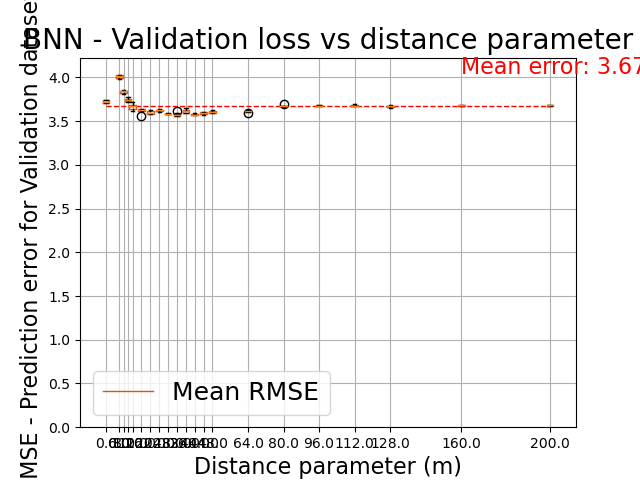 BNN - Validation loss vs distance parameter
Mean error: 3.67
MSE - Prediction error for Validation datase
4.0
3.5
3.0
2.5
2.0
1.5
1.0
0.5
0.0
Mean RMSE
64.0 80.0 96.0 112.0 128.0 160.0 200.0
Distance parameter (m)